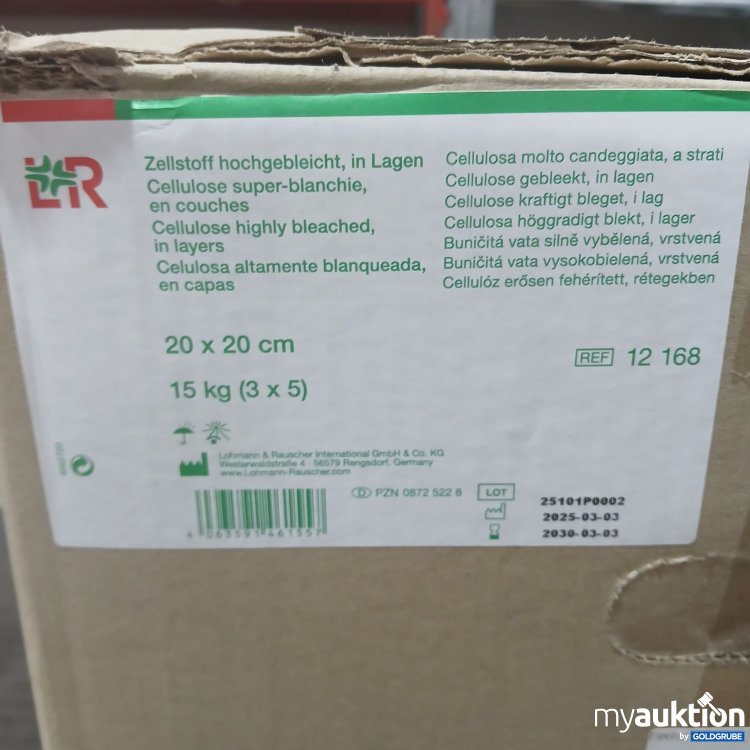 L&R
Zellstoff hochgebleicht, in Lagen
Cellulose super-blanchie,
en couches
Cellulose highly bleached,
in layers
Celulosa altamente blanqueada,
en capas
Cellulosa molto candeggiata, a strati
Cellulose gebleekt, in lagen
Cellulose kraftigt bleget, i lag
Cellulosa höggradigt blekt, i lager
Buničitá vata silně vybělená, vrstvená
Buničitá vata vysokobielená, vrstvená
Cellulóz erősen fehérített, rétegekben
20 x 20 cm
15 kg (3 x 5)
REF 12 168
Lohmann & Rauscher International GmbH & Co. KG
Westerwaldstraße 4 · 56579 Rengsdorf, Germany
www.Lohmann-Rauscher.com
D PZN 0872 522 8
LOT 25101P0002
2025-03-03
2030-03-03
4 063591 461557
myauktion
by GOLDGRUBE